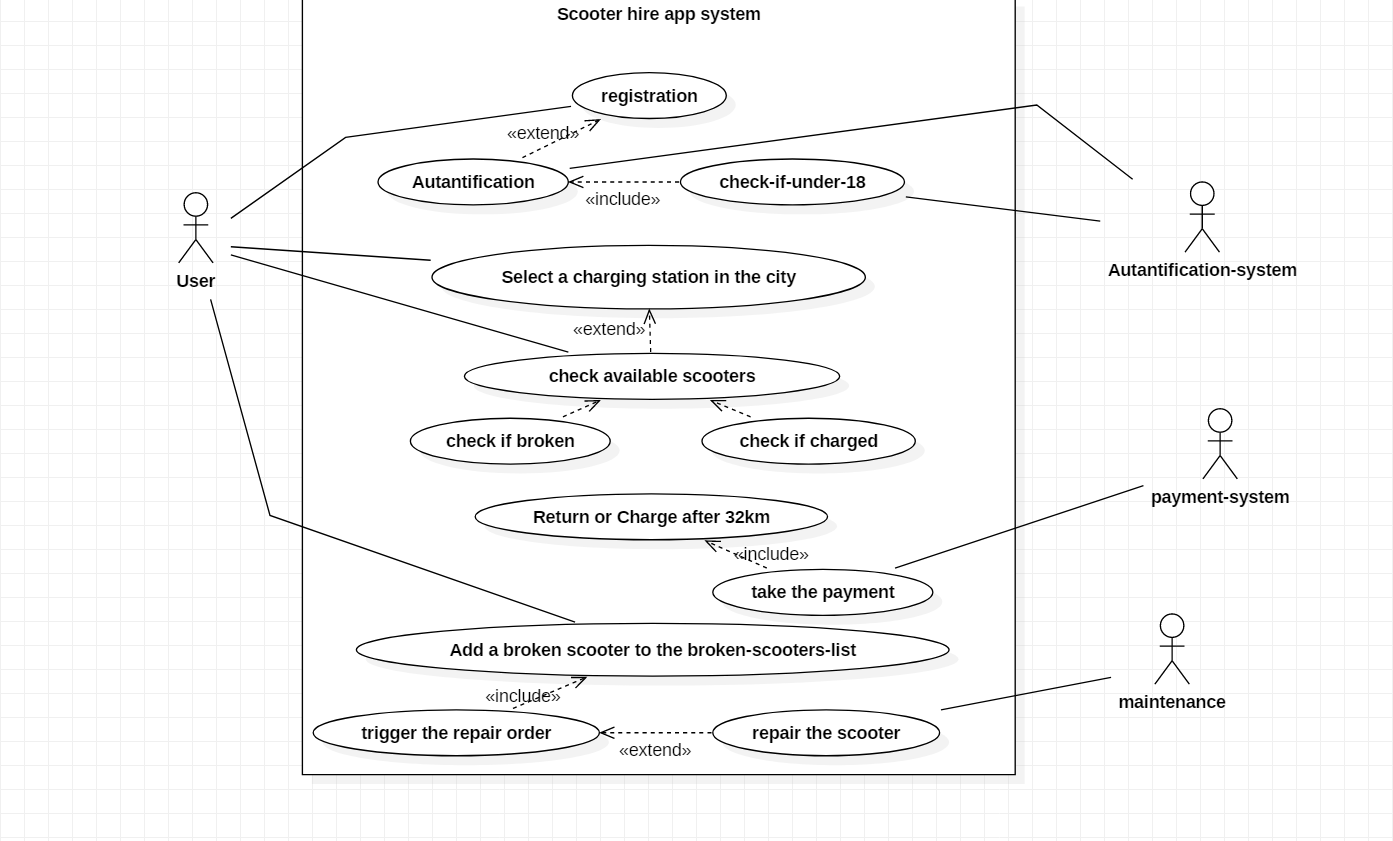 Scooter hire app system
registration
«extend»
Autantification
check-if-under-18
«include»
Select a charging station in the city
User
Autantification-system
«extend»
check available scooters
check if broken
check if charged
payment-system
Return or Charge after 32km
«include»
take the payment
Add a broken scooter to the broken-scooters-list
«include»
maintenance
trigger the repair order
repair the scooter
«extend»